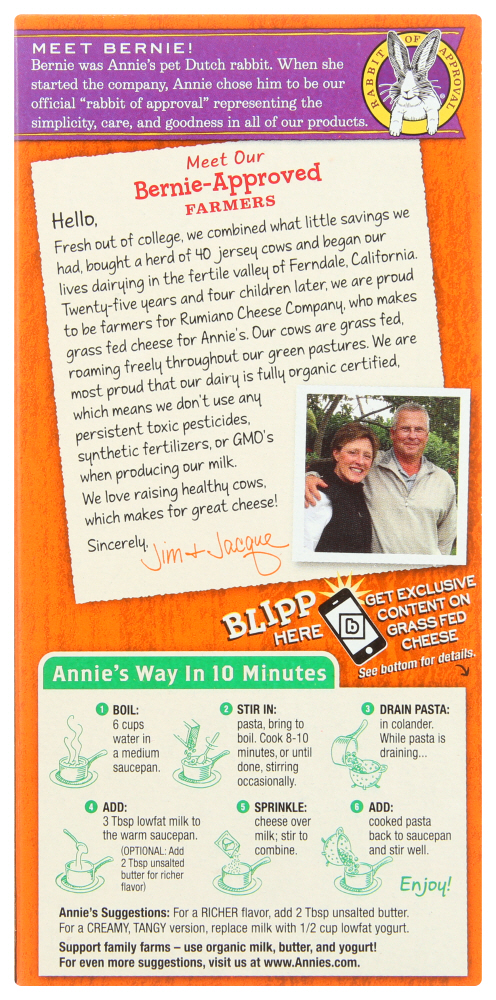 MEET BERNIE!
Bernie was Annie's pet Dutch rabbit. When she
started the company, Annie chose him to be our
official "rabbit of approval" representing the
simplicity, care, and goodness in all of our products.
RABBIT OF APPROVAL
Meet Our
Bernie-Approved
FARMERS
Hello,
Fresh out of college, we combined what little savings we
had, bought a herd of 40 jersey cows and began our
lives dairying in the fertile valley of Ferndale, California.
Twenty-five years and four children later, we are proud
to be farmers for Rumiano Cheese Company, who makes
grass fed cheese for Annie's. Our cows are grass fed,
roaming freely throughout our green pastures. We are
most proud that our dairy is fully organic certified,
which means we don't use any
persistent toxic pesticides,
synthetic fertilizers, or GMO's
when producing our milk.
We love raising healthy cows,
which makes for great cheese!
Sincerely,
Jim + Jacque
BLIPP
HERE
b
GET EXCLUSIVE
CONTENT ON
GRASS FED
CHEESE
See bottom for details.
Annie's Way In 10 Minutes
1 BOIL:
6 cups
water in
a medium
saucepan.
2 STIR IN:
pasta, bring to
boil. Cook 8-10
minutes, or until
done, stirring
occasionally.
3 DRAIN PASTA:
in colander.
While pasta is
draining...
4 ADD:
3 Tbsp lowfat milk to
the warm saucepan.
(OPTIONAL: Add
2 Tbsp unsalted
butter for richer
flavor)
5 SPRINKLE:
cheese over
milk; stir to
combine.
6 ADD:
cooked pasta
back to saucepan
and stir well.
Enjoy!
Annie's Suggestions: For a RICHER flavor, add 2 Tbsp unsalted butter.
For a CREAMY, TANGY version, replace milk with 1/2 cup lowfat yogurt.
Support family farms – use organic milk, butter, and yogurt!
For even more suggestions, visit us at www.Annies.com.